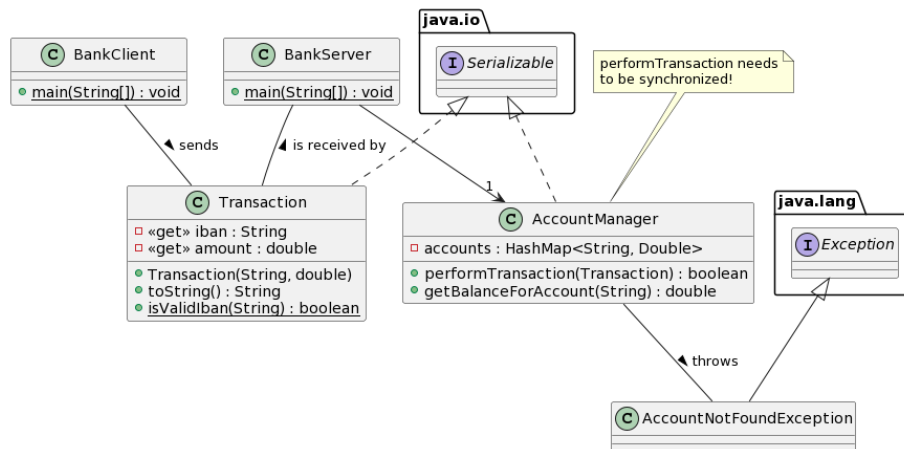 java.io
C BankClient
main(String[]) : void
C BankServer
main(String[]) : void
I Serializable
performTransaction needs
to be synchronized!
sends
is received by
1
C Transaction
«get» iban : String
«get» amount : double
Transaction(String, double)
toString() : String
isValidIban(String) : boolean
C AccountManager
accounts : HashMap<String, Double>
performTransaction(Transaction) : boolean
getBalanceForAccount(String) : double
java.lang
I Exception
throws
C AccountNotFoundException